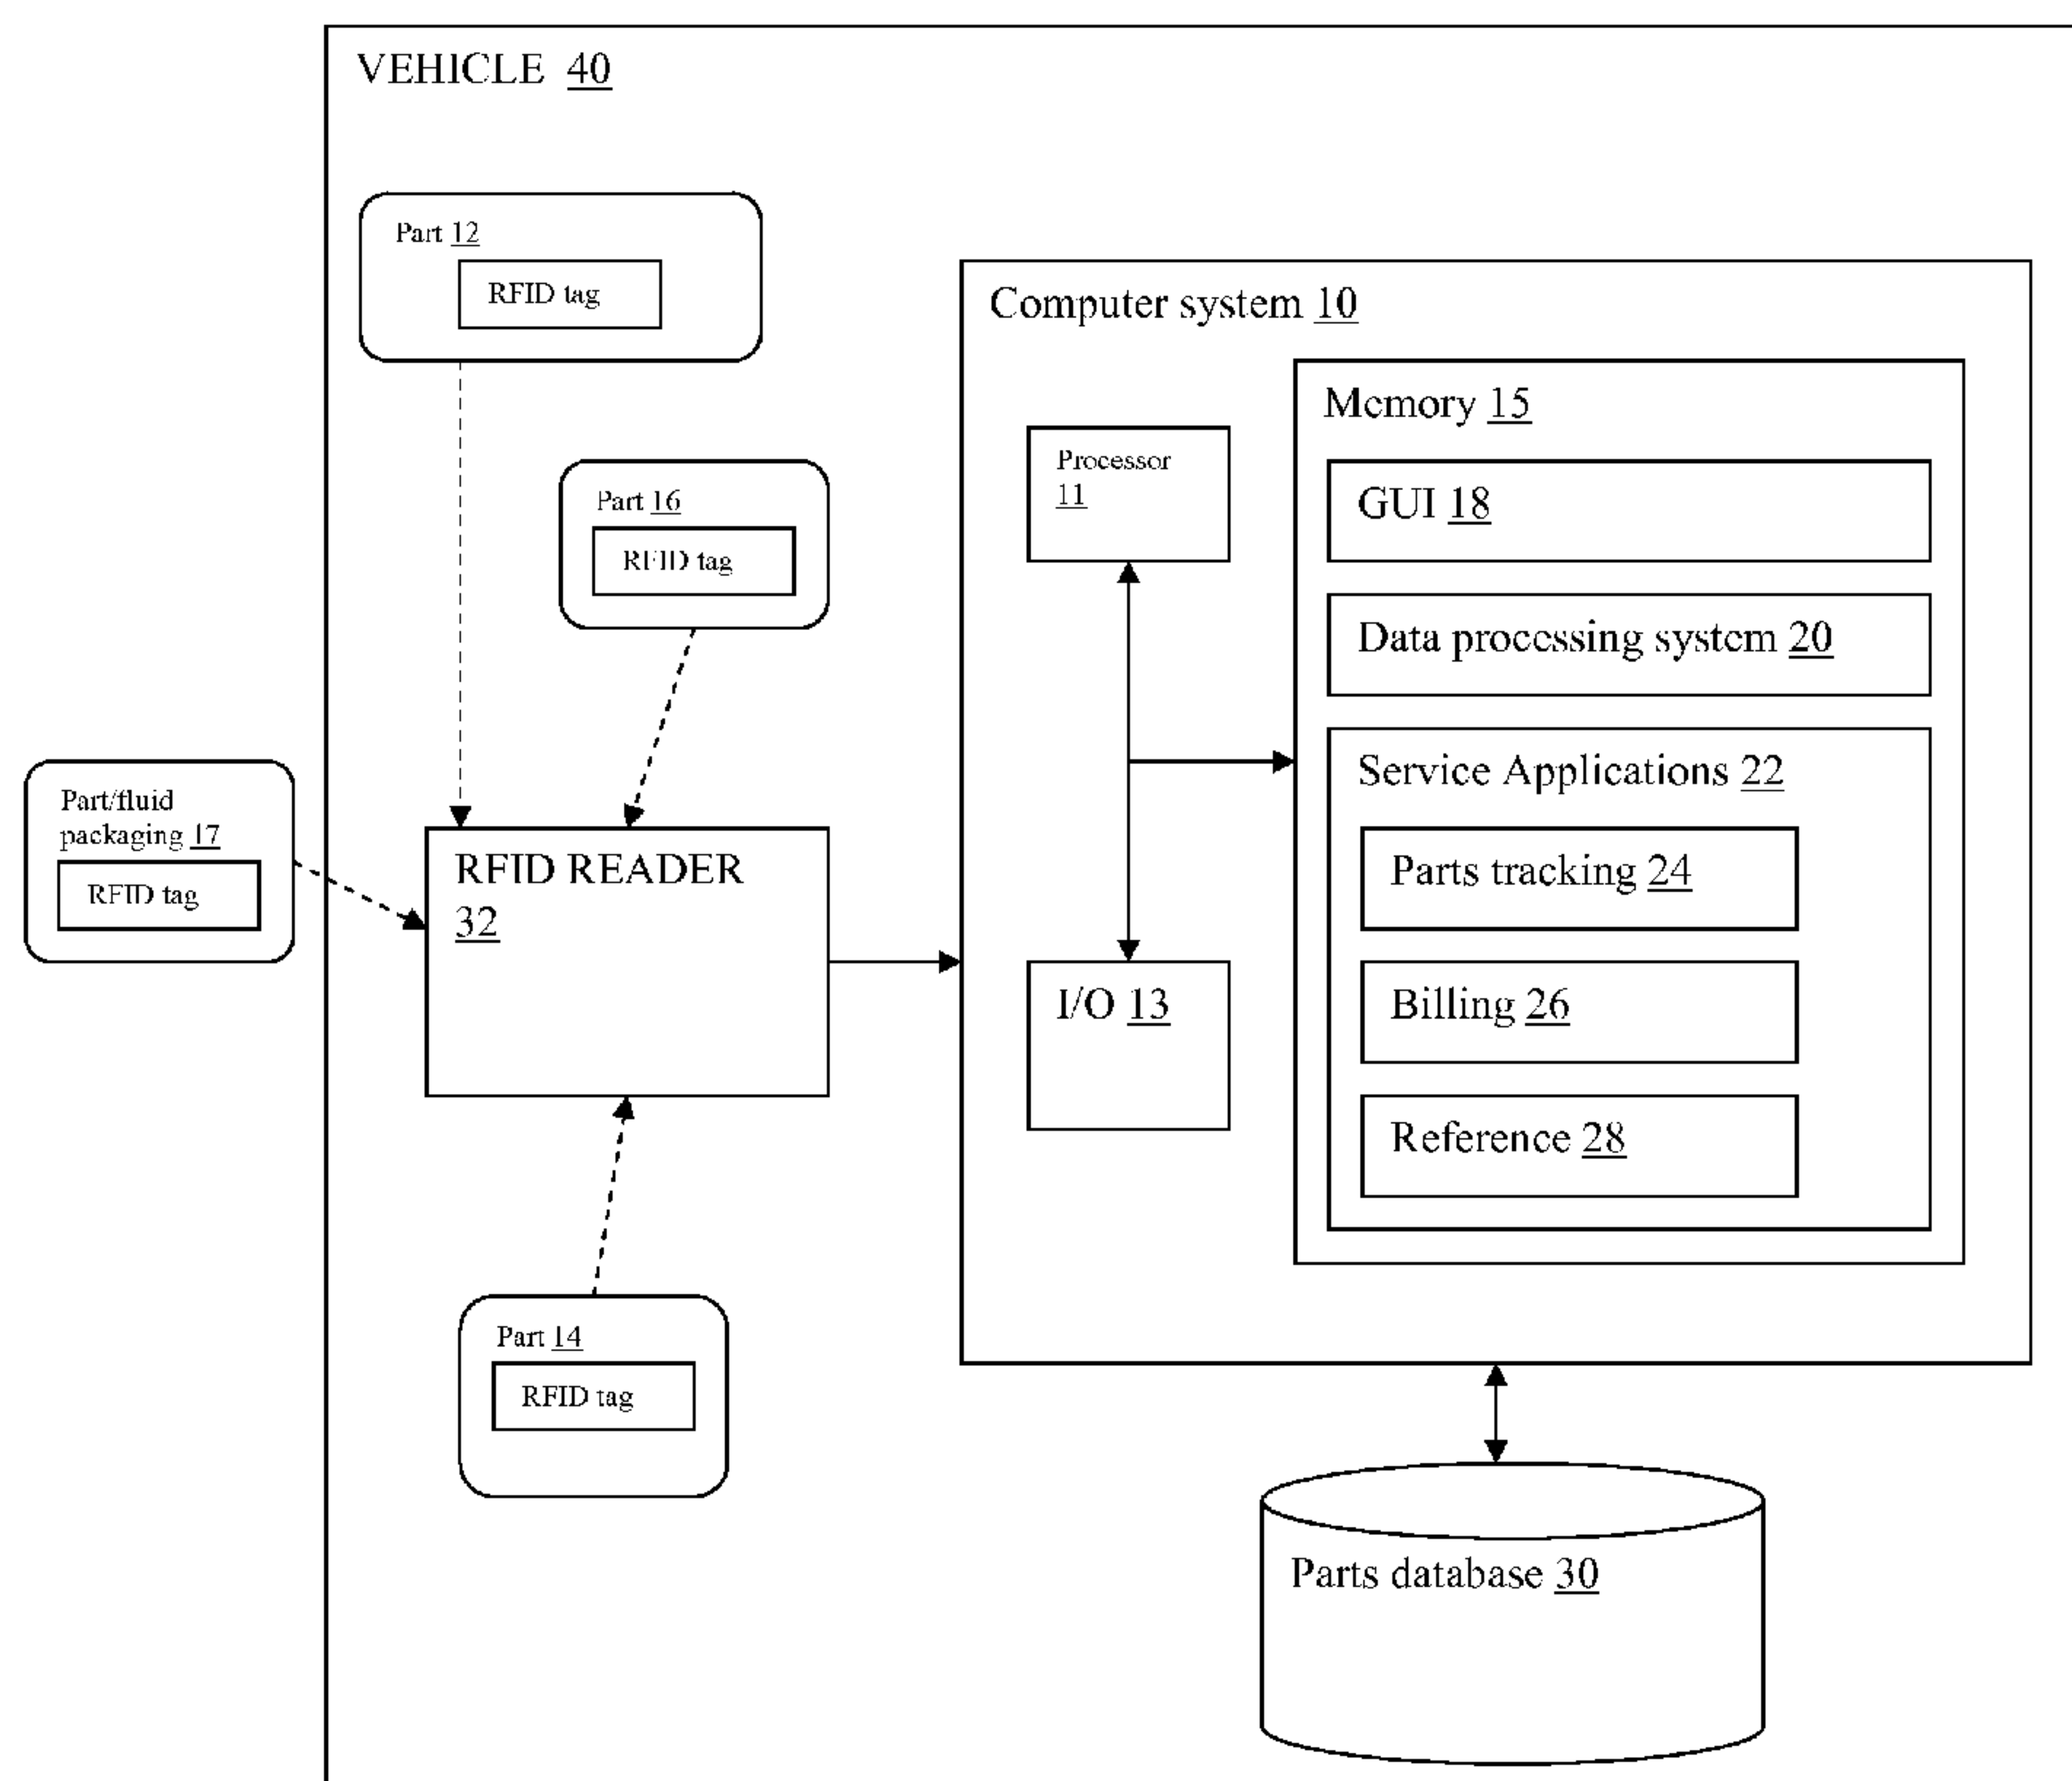 VEHICLE 40
Part 12
RFID tag
Part 16
RFID tag
Part/fluid
packaging 17
RFID tag
RFID READER
32
Part 14
RFID tag
Computer system 10
Processor
11
I/O 13
Memory 15
GUI 18
Data processing system 20
Service Applications 22
Parts tracking 24
Billing 26
Reference 28
Parts database 30